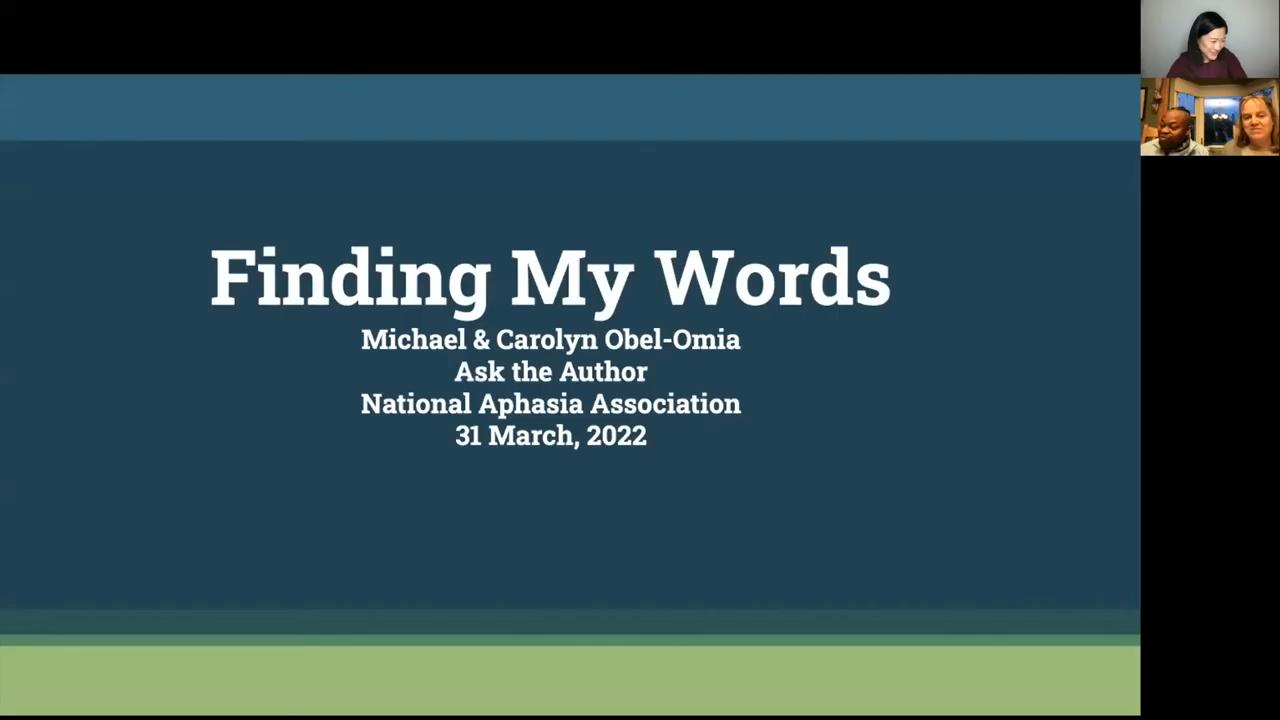 Finding My Words
Michael & Carolyn Obel-Omia
Ask the Author
National Aphasia Association
31 March, 2022